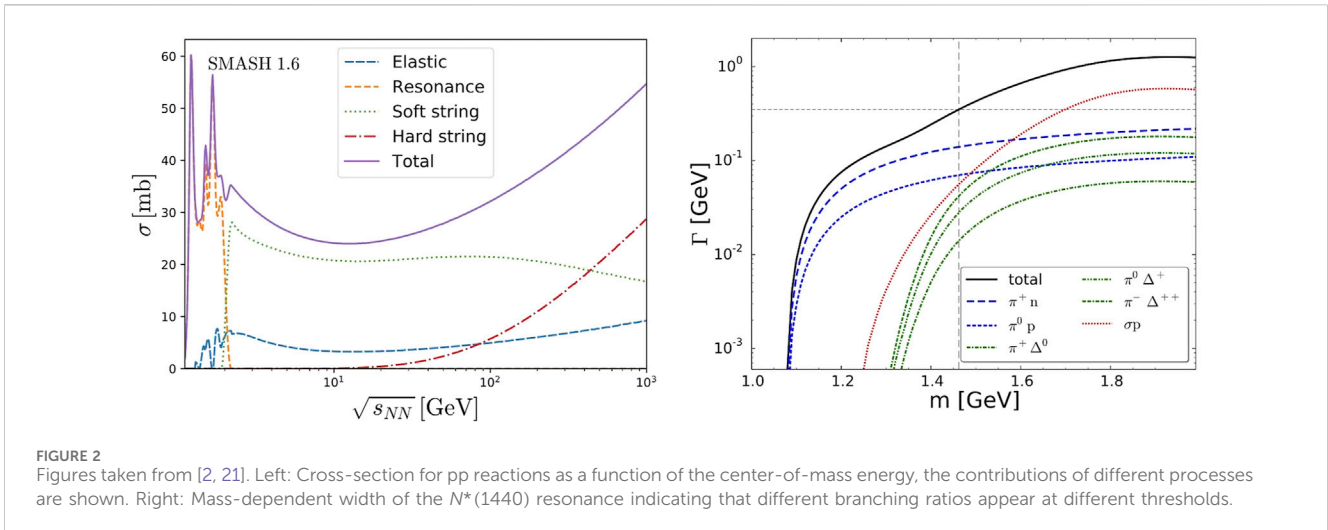 60
50
40
30
20
10
0
σ [mb]
SMASH 1.6
Elastic
Resonance
Soft string
Hard string
Total
10¹
10²
10³
√sNN [GeV]
10⁰
10⁻¹
10⁻²
10⁻³
Γ [GeV]
total
π⁺ n
π⁰ p
π⁺ Δ⁰
π⁰ Δ⁺
π⁻ Δ⁺⁺
σp
1.0
1.2
1.4
1.6
1.8
m [GeV]
FIGURE 2
Figures taken from [2, 21]. Left: Cross-section for pp reactions as a function of the center-of-mass energy, the contributions of different processes
are shown. Right: Mass-dependent width of the N*(1440) resonance indicating that different branching ratios appear at different thresholds.